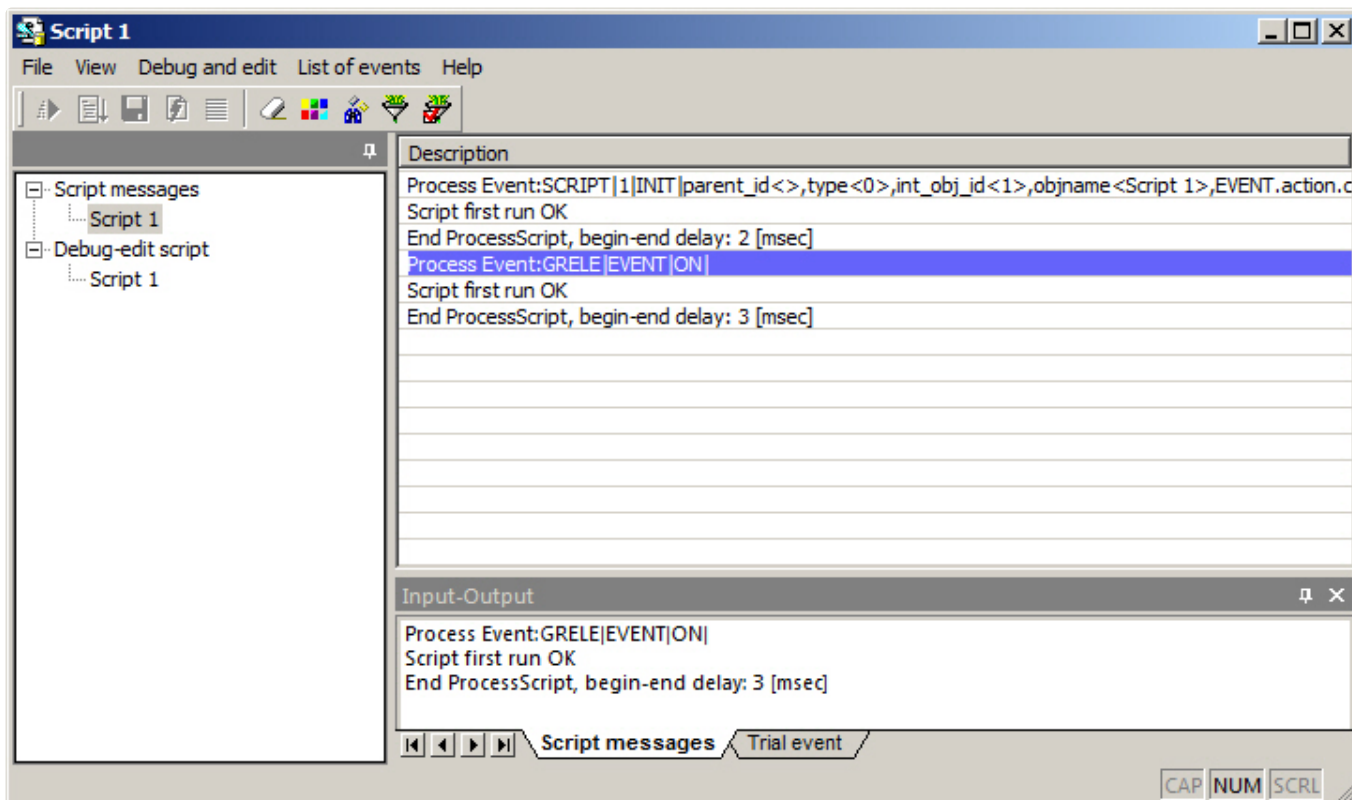 Script 1
File View Debug and edit List of events Help
Description
Script messages
Script 1
Debug-edit script
Script 1
Process Event:SCRIPT|1|INIT|parent_id<>,type<0>,int_obj_id<1>,objname<Script 1>,EVENT.action.c
Script first run OK
End ProcessScript, begin-end delay: 2 [msec]
Process Event:GRELE|EVENT|ON|
Script first run OK
End ProcessScript, begin-end delay: 3 [msec]
Input-Output
Process Event:GRELE|EVENT|ON|
Script first run OK
End ProcessScript, begin-end delay: 3 [msec]
Script messages Trial event
CAP NUM SCRL